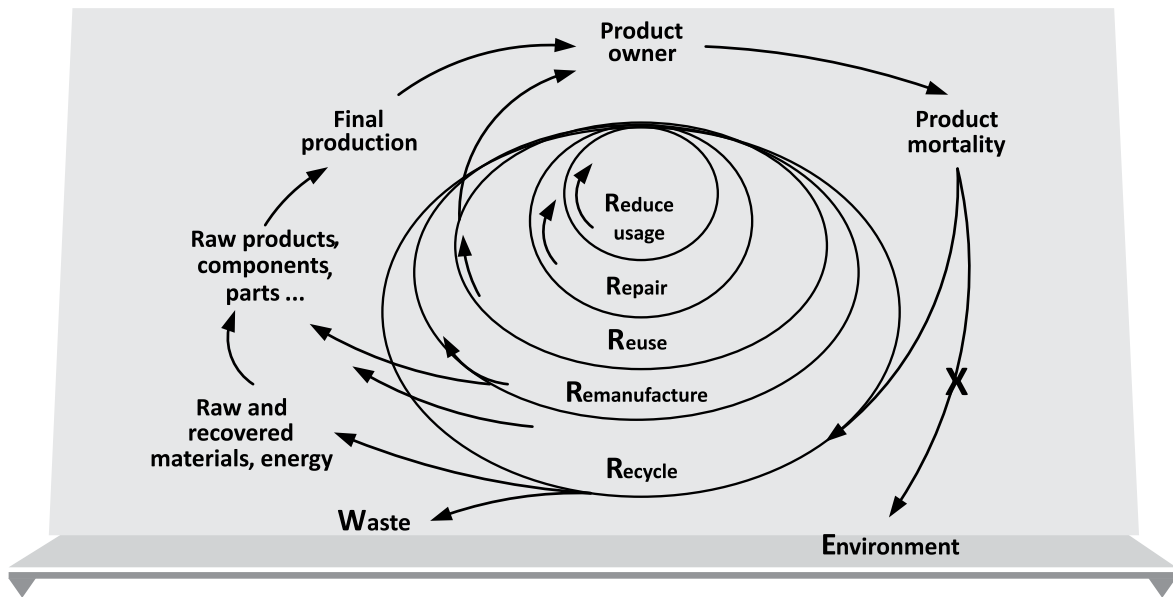 Product
owner
Final
production
Product
mortality
Raw products,
components,
parts ...
Reduce
usage
Repair
Reuse
Remanufacture
X
Raw and
recovered
materials, energy
Recycle
Waste
Environment